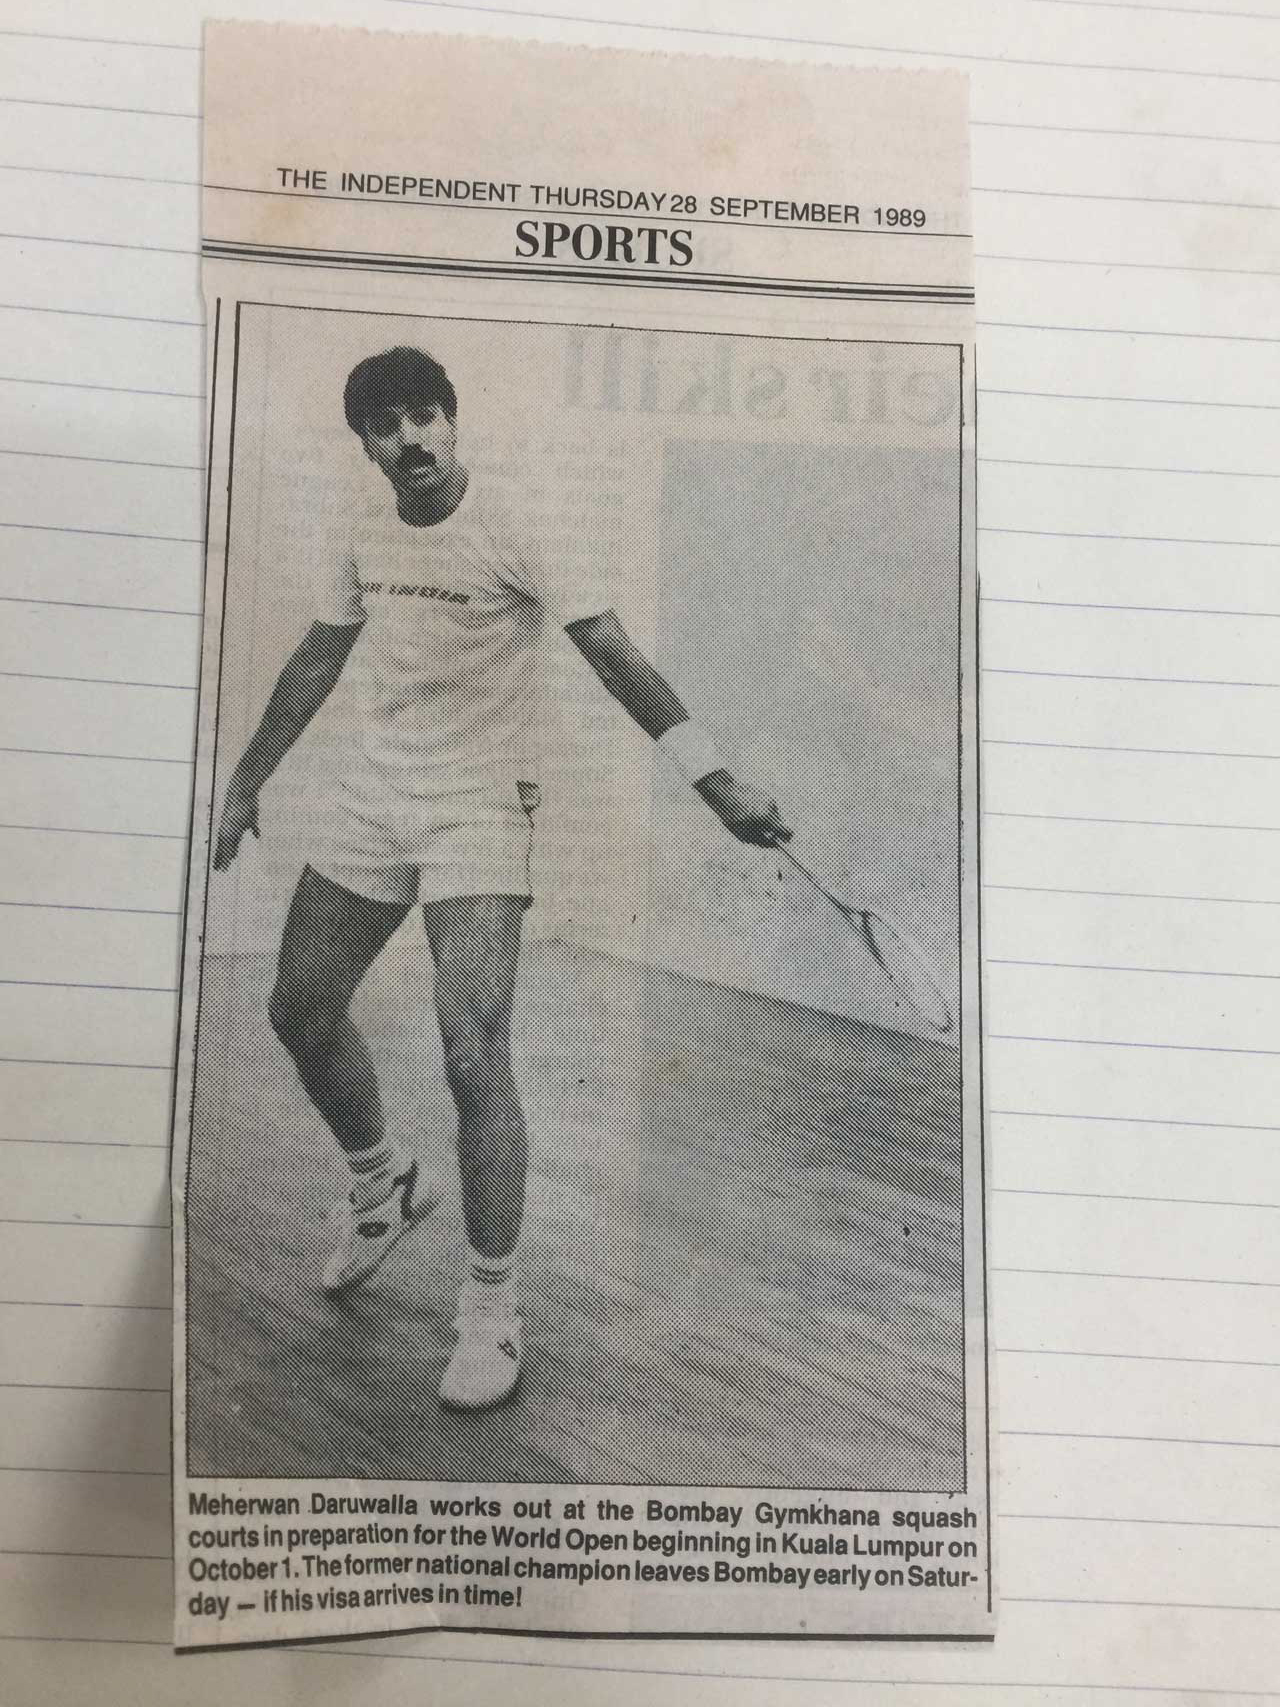 THE INDEPENDENT THURSDAY 28 SEPTEMBER 1989
SPORTS
Meherwan Daruwalla works out at the Bombay Gymkhana squash
courts in preparation for the World Open beginning in Kuala Lumpur on
October 1. The former national champion leaves Bombay early on Satur-
day — if his visa arrives in time!